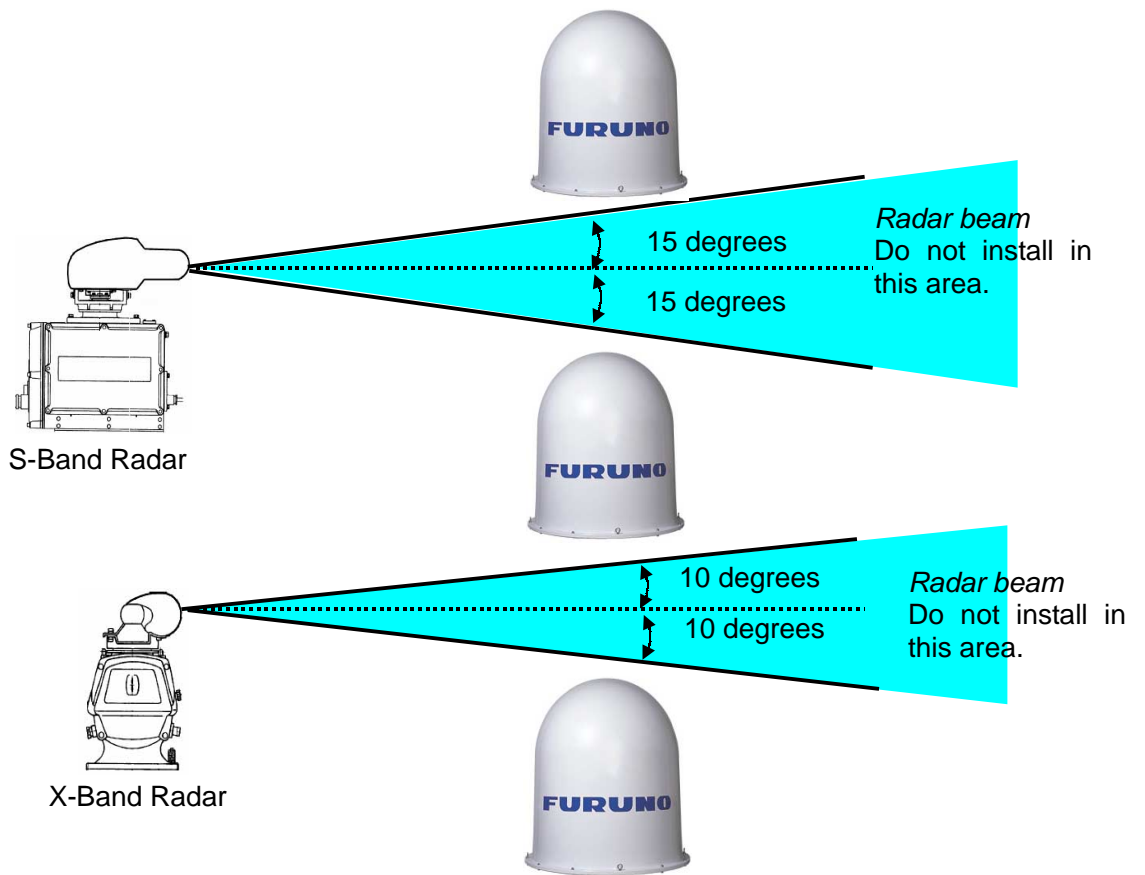 FURUNO
15 degrees
15 degrees
Radar beam
Do not install in
this area.
S-Band Radar
FURUNO
10 degrees
10 degrees
Radar beam
Do not install in
this area.
X-Band Radar
FURUNO